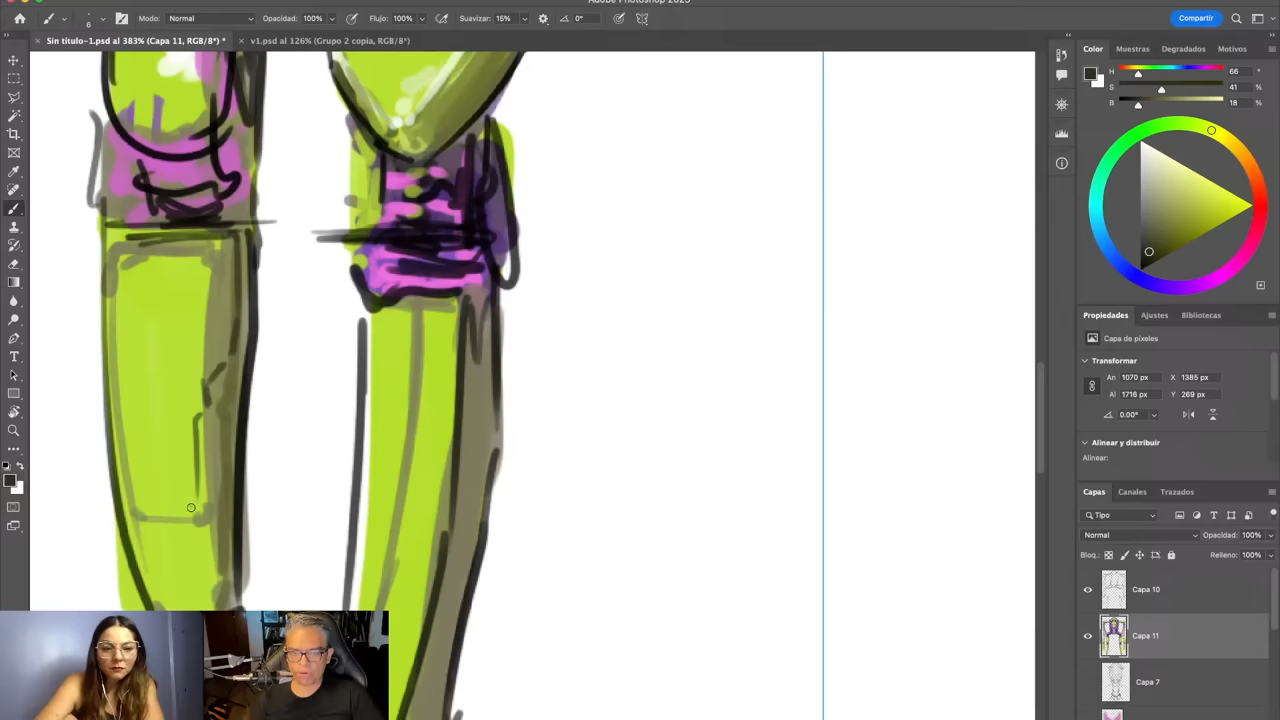 Adobe Photoshop 2023
Modo: Normal Opacidad: 100% Flujo: 100% Suavizar: 15% 0° Compartir
6
Sin título-1.psd al 383% (Capa 11, RGB/8*) * v1.psd al 126% (Grupo 2 copia, RGB/8*)
Color Muestras Degradados Motivos
H 66 °
S 41 %
B 18 %
Propiedades Ajustes Bibliotecas
Capa de píxeles
Transformar
An 1070 px X 1385 px
Al 1716 px Y 269 px
0.00°
Alinear y distribuir
Alinear:
Capas Canales Trazados
Tipo
Normal Opacidad: 100%
Bloq.: Relleno: 100%
Capa 10
Capa 11
Capa 7